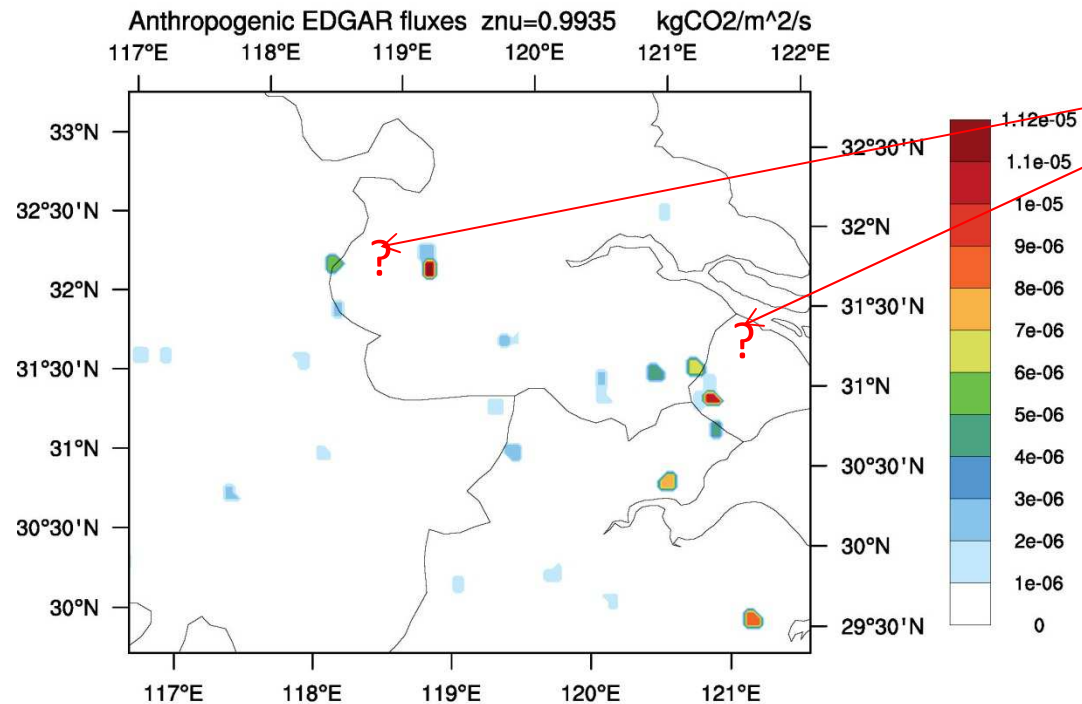 Anthropogenic EDGAR fluxes znu=0.9935 kgCO2/m^2/s
117°E 118°E 119°E 120°E 121°E 122°E
33°N
32°30'N
32°N
31°30'N
31°N
30°30'N
30°N
32°30'N
32°N
31°30'N
31°N
30°30'N
30°N
29°30'N
?
?
117°E 118°E 119°E 120°E 121°E
1.12e-05
1.1e-05
1e-05
9e-06
8e-06
7e-06
6e-06
5e-06
4e-06
3e-06
2e-06
1e-06
0